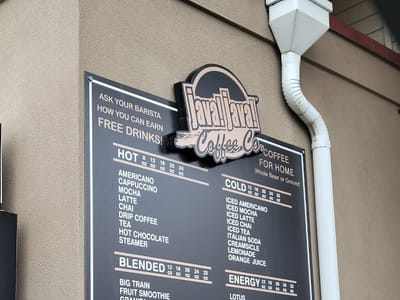 java! java!
Coffee Co
ASK YOUR BARISTA
HOW YOU CAN EARN
FREE DRINKS!
HOT
AMERICANO
CAPPUCCINO
MOCHA
LATTE
CHAI
DRIP COFFEE
TEA
HOT CHOCOLATE
STEAMER
BLENDED
BIG TRAIN
FRUIT SMOOTHIE
COFFEE
FOR HOME
Whole Bean or Ground
COLD
ICED AMERICANO
ICED MOCHA
ICED LATTE
ICED CHAI
ICED TEA
ITALIAN SODA
CREAMSICLE
LEMONADE
ORANGE JUICE
ENERGY
LOTUS